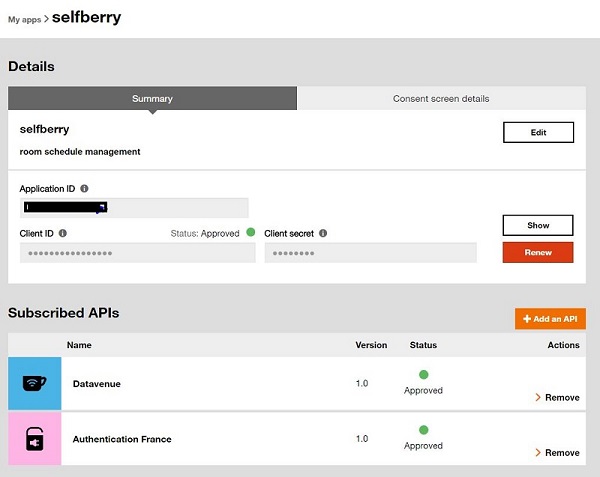 My apps > selfberry
Details
Summary
Consent screen details
selfberry
Edit
room schedule management
Application ID
Show
Client ID
Status: Approved
Client secret
Renew
Subscribed APIs
+ Add an API
Name Version Status Actions
Datavenue 1.0 Approved > Remove
Authentication France 1.0 Approved > Remove